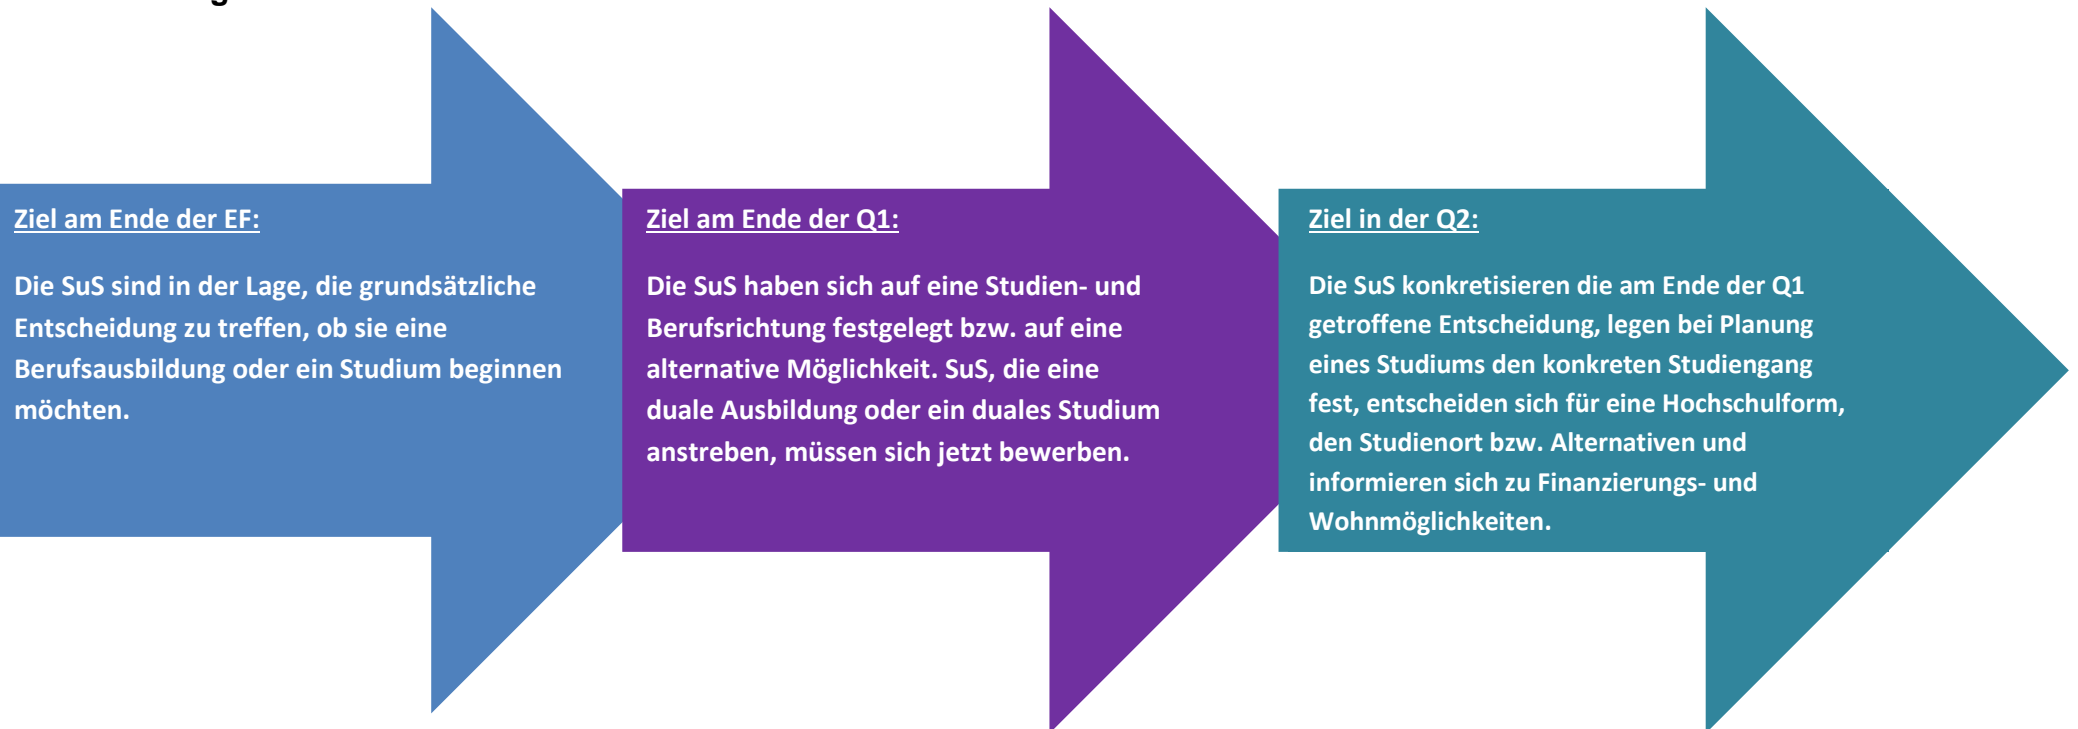 Ziel am Ende der EF:
Die SuS sind in der Lage, die grundsätzliche
Entscheidung zu treffen, ob sie eine
Berufsausbildung oder ein Studium beginnen
möchten.
Ziel am Ende der Q1:
Die SuS haben sich auf eine Studien- und
Berufsrichtung festgelegt bzw. auf eine
alternative Möglichkeit. SuS, die eine
duale Ausbildung oder ein duales Studium
anstreben, müssen sich jetzt bewerben.
Ziel in der Q2:
Die SuS konkretisieren die am Ende der Q1
getroffene Entscheidung, legen bei Planung
eines Studiums den konkreten Studiengang
fest, entscheiden sich für eine Hochschulform,
den Studienort bzw. Alternativen und
informieren sich zu Finanzierungs- und
Wohnmöglichkeiten.